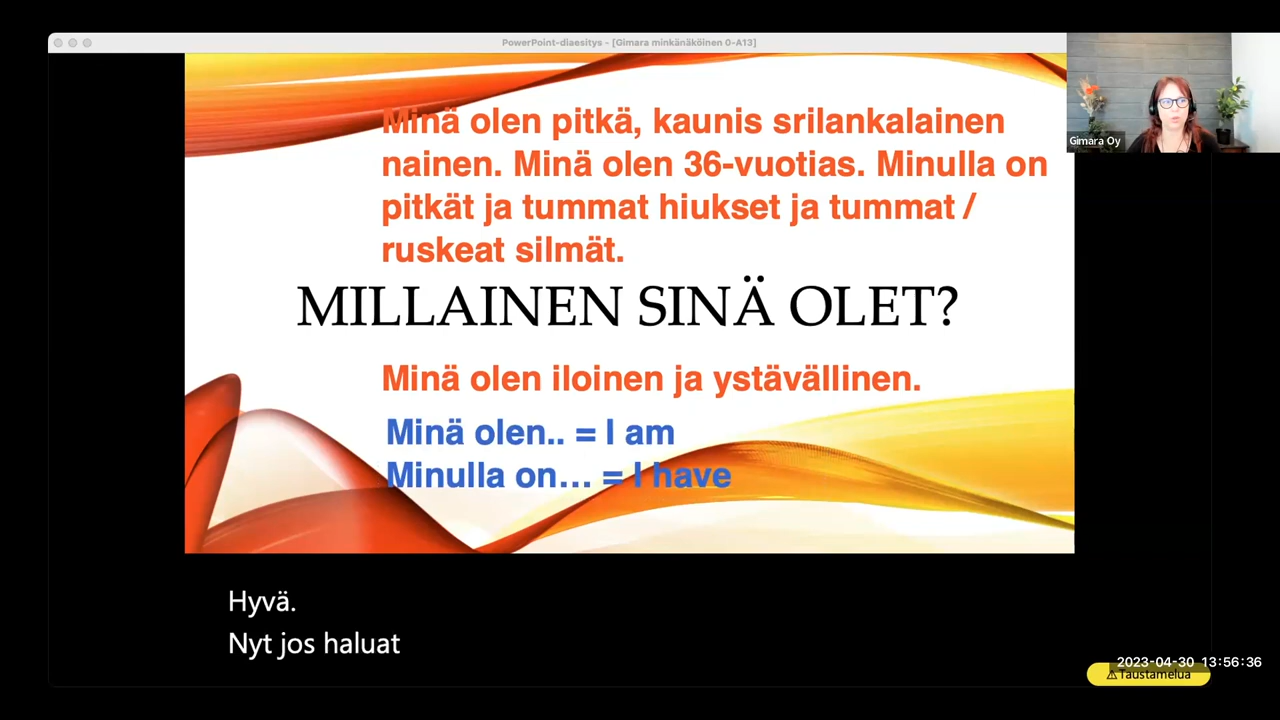 PowerPoint-diaesitys - [Gimara minkänäköinen 0-A13]
Minä olen pitkä, kaunis srilankalainen
nainen. Minä olen 36-vuotias. Minulla on
pitkät ja tummat hiukset ja tummat /
ruskeat silmät.
Gimara Oy
MILLAINEN SINÄ OLET?
Minä olen iloinen ja ystävällinen.
Minä olen.. = I am
Minulla on... = I have
Hyvä.
Nyt jos haluat
2023-04-30 13:56:36
⚠Taustamelua